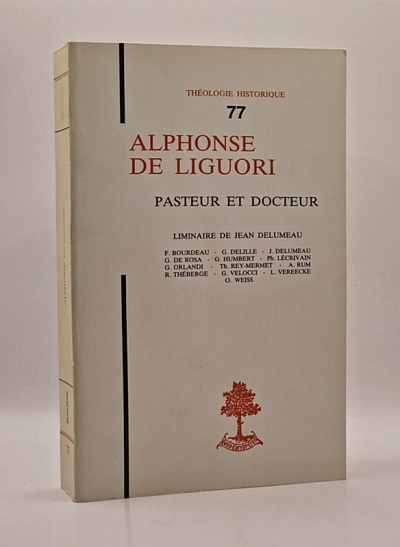 THÉOLOGIE HISTORIQUE
77
ALPHONSE
DE LIGUORI
PASTEUR ET DOCTEUR
LIMINAIRE DE JEAN DELUMEAU
F. BOURDEAU - G. DELILLE - J. DELUMEAU
G. DE ROSA - G. HUMBERT - Ph. LÉCRIVAIN
G. ORLANDI - Th. REY-MERMET - A. RUM
R. THÉBERGE - G. VELOCCI - L. VEREECKE
O. WEISS